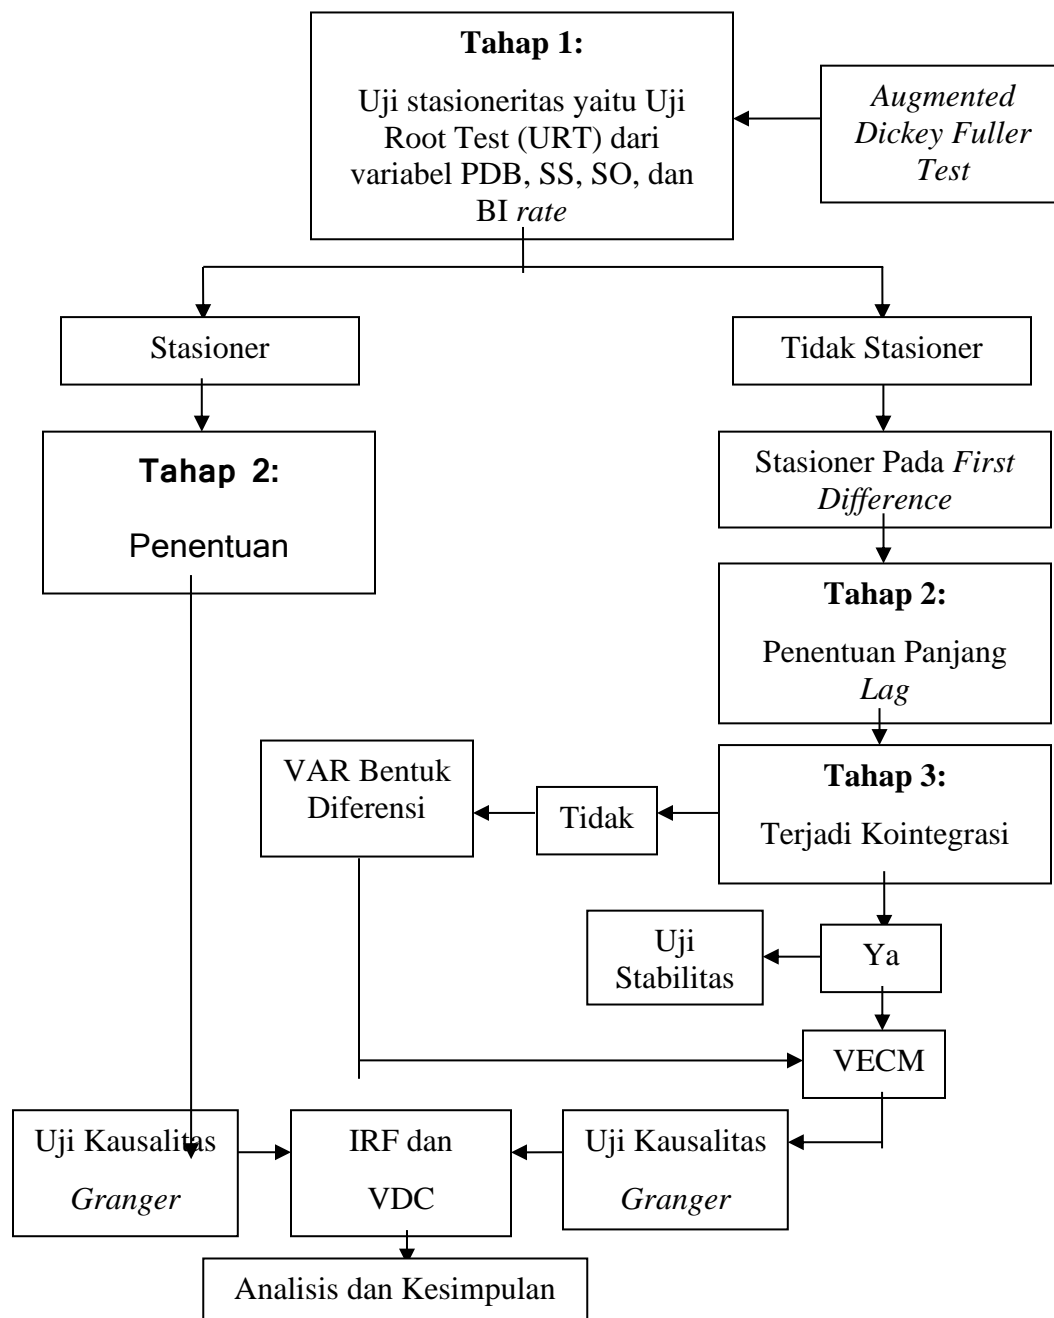 Tahap 1:
Uji stasioneritas yaitu Uji
Root Test (URT) dari
variabel PDB, SS, SO, dan
BI rate
Augmented
Dickey Fuller
Test
Stasioner
Tidak Stasioner
Tahap 2:
Penentuan
Stasioner Pada First
Difference
Tahap 2:
Penentuan Panjang
Lag
VAR Bentuk
Diferensi
Tidak
Tahap 3:
Terjadi Kointegrasi
Uji
Stabilitas
Ya
VECM
Uji Kausalitas
Granger
IRF dan
VDC
Uji Kausalitas
Granger
Analisis dan Kesimpulan